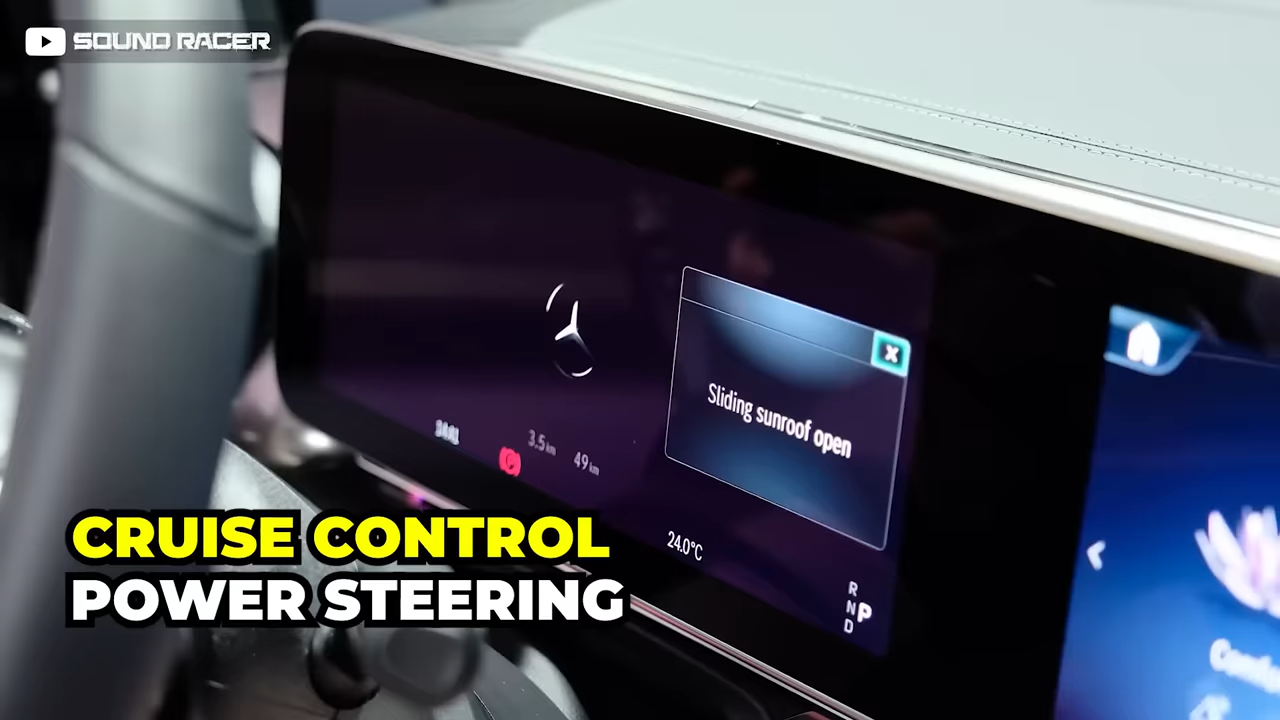 SOUND RACER
Sliding sunroof open
3.5 km
49 km
24.0°C
R
N P
D
CRUISE CONTROL
POWER STEERING